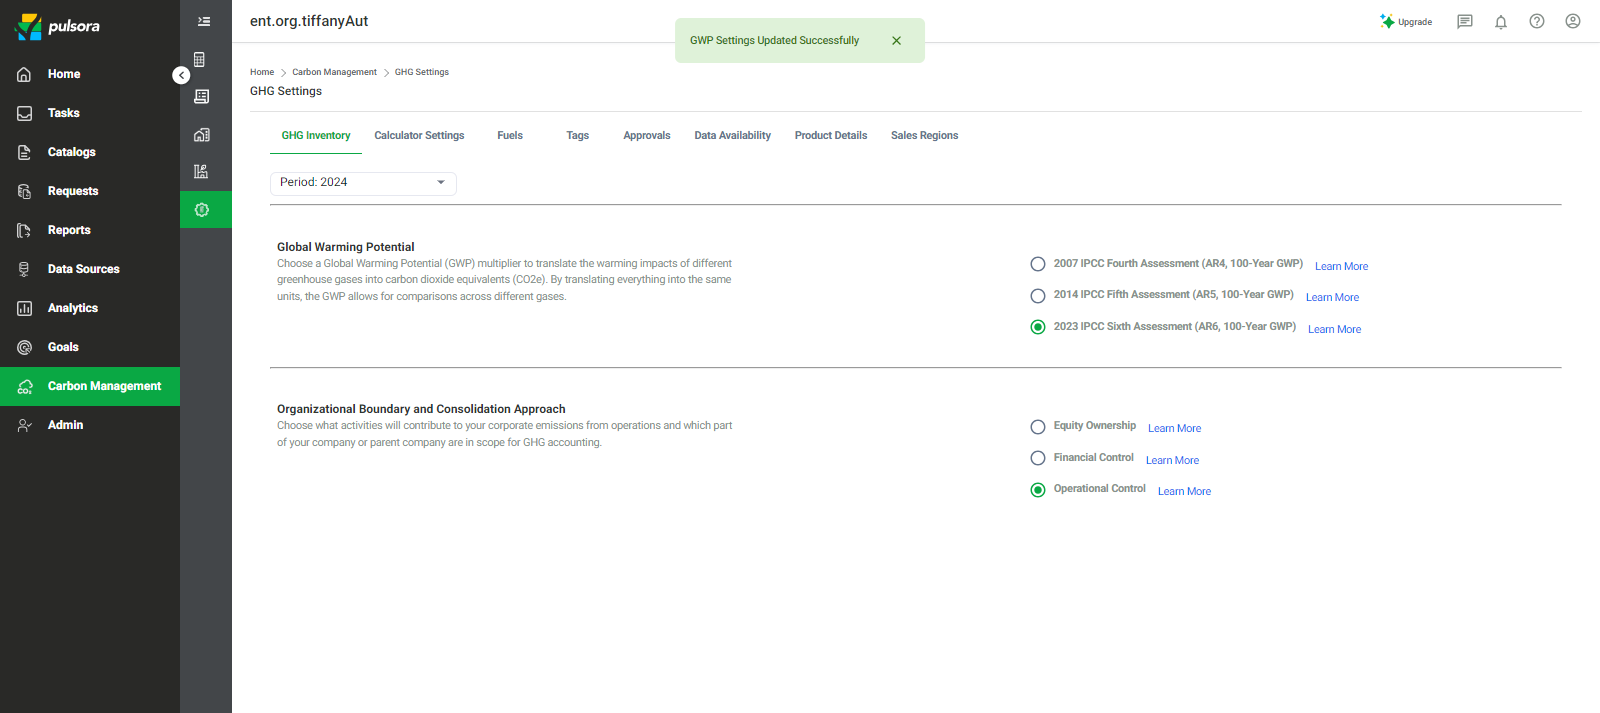 pulsora
Home
Tasks
Catalogs
Requests
Reports
Data Sources
Analytics
Goals
Carbon Management
Admin
ent.org.tiffanyAut
GWP Settings Updated Successfully
Upgrade
Home > Carbon Management > GHG Settings
GHG Settings
GHG Inventory Calculator Settings Fuels Tags Approvals Data Availability Product Details Sales Regions
Period: 2024
Global Warming Potential
Choose a Global Warming Potential (GWP) multiplier to translate the warming impacts of different
greenhouse gases into carbon dioxide equivalents (CO2e). By translating everything into the same
units, the GWP allows for comparisons across different gases.
2007 IPCC Fourth Assessment (AR4, 100-Year GWP) Learn More
2014 IPCC Fifth Assessment (AR5, 100-Year GWP) Learn More
2023 IPCC Sixth Assessment (AR6, 100-Year GWP) Learn More
Organizational Boundary and Consolidation Approach
Choose what activities will contribute to your corporate emissions from operations and which part
of your company or parent company are in scope for GHG accounting.
Equity Ownership Learn More
Financial Control Learn More
Operational Control Learn More